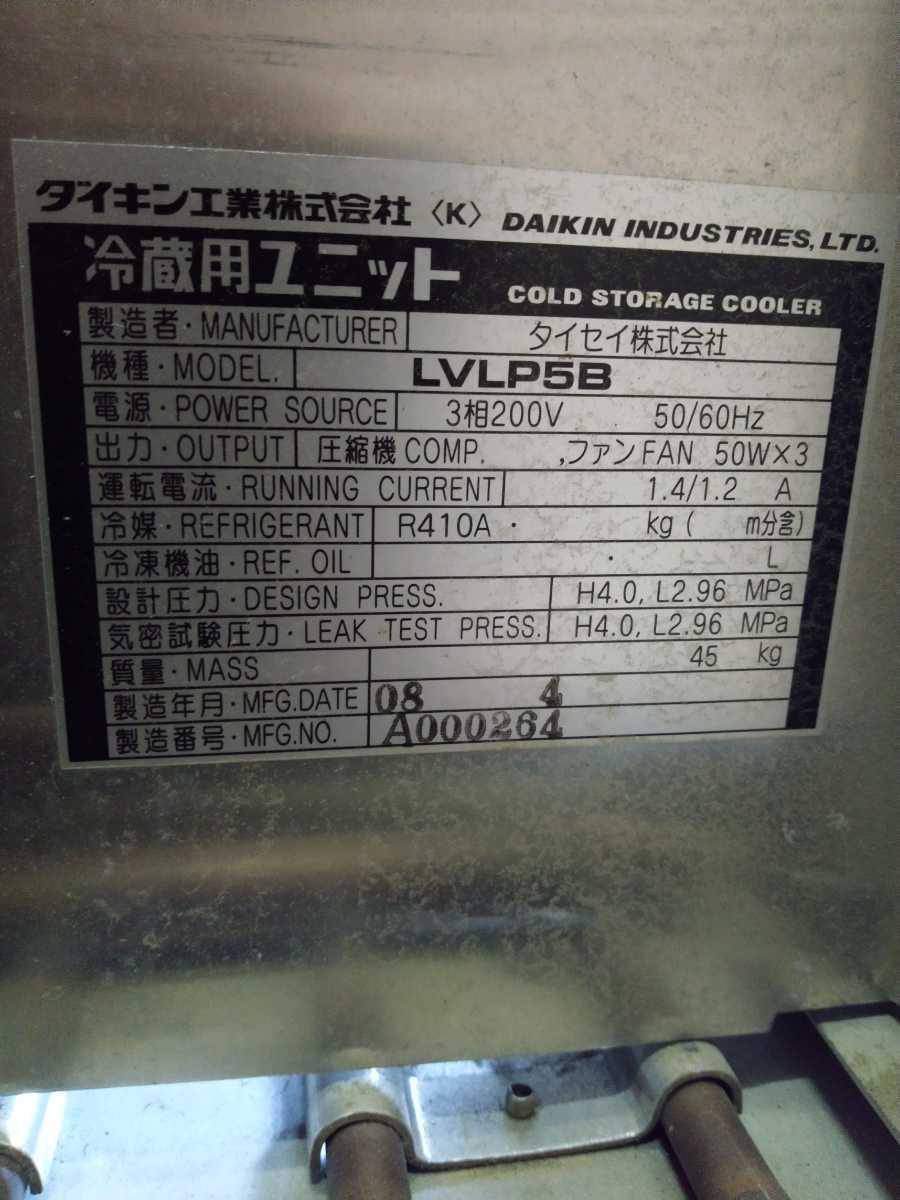 ダイキン工業株式会社〈K〉 DAIKIN INDUSTRIES, LTD.
冷蔵用ユニット COLD STORAGE COOLER
製造者・MANUFACTURER タイセイ株式会社
機種・MODEL. LVLP5B
電源・POWER SOURCE 3相200V 50/60Hz
出力・OUTPUT 圧縮機 COMP. ,ファン FAN 50W×3
運転電流・RUNNING CURRENT 1.4/1.2 A
冷媒・REFRIGERANT R410A・ kg( m分含)
冷凍機油・REF. OIL ・ L
設計圧力・DESIGN PRESS. H4.0, L2.96 MPa
気密試験圧力・LEAK TEST PRESS. H4.0, L2.96 MPa
質量・MASS 45 kg
製造年月・MFG.DATE 08 4
製造番号・MFG.NO. A000264